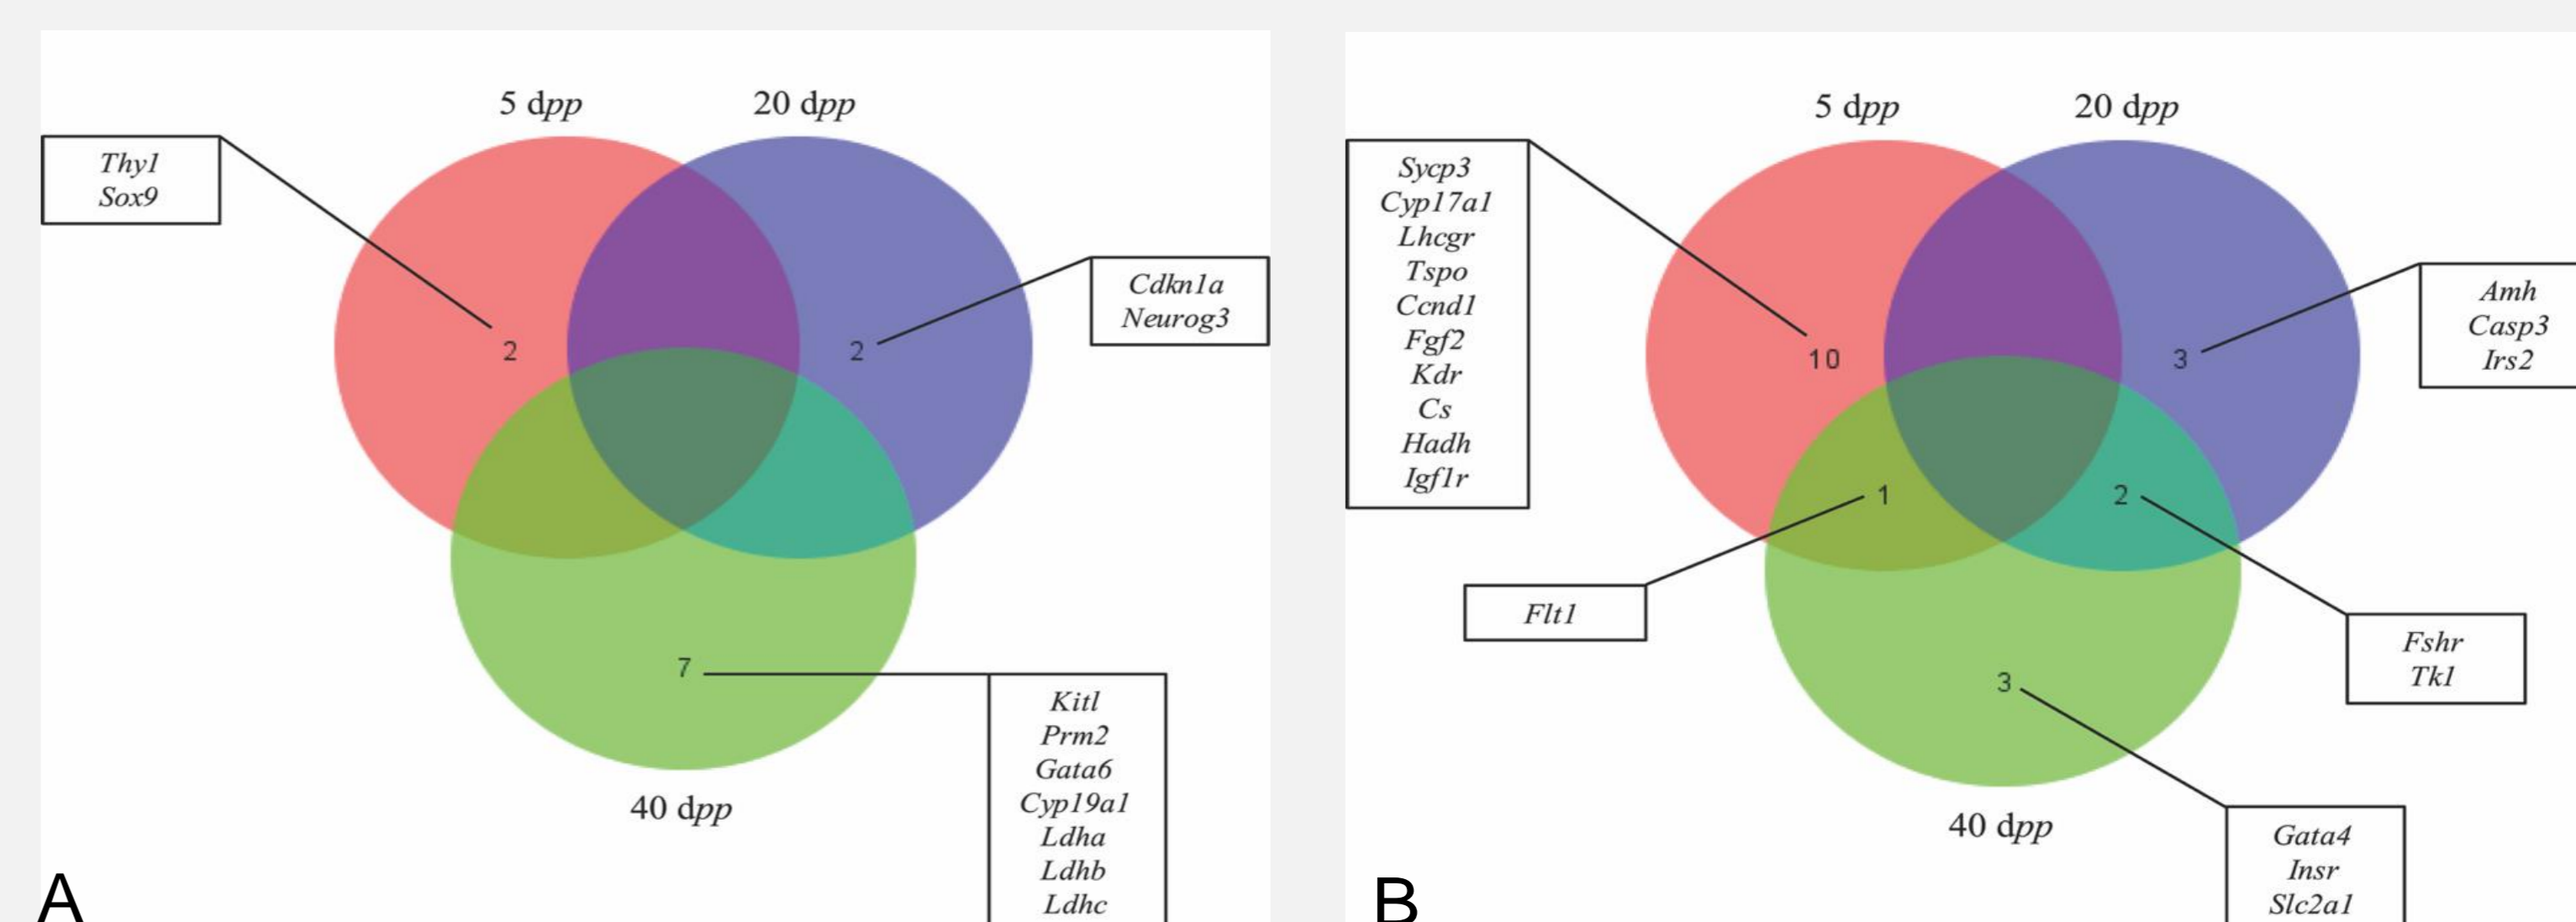 5 dpp
20 dpp
Thy1
Sox9
2
2
Cdkn1a
Neurog3
7
Kitl
Prm2
Gata6
Cyp19a1
Ldha
Ldhb
Ldhc
40 dpp
A
5 dpp
20 dpp
Sycp3
Cyp17a1
Lhcgr
Tspo
Ccnd1
Fgf2
Kdr
Cs
Hadh
Igf1r
10
3
Amh
Casp3
Irs2
1
2
Flt1
Fshr
Tk1
3
40 dpp
Gata4
Insr
Slc2a1
B